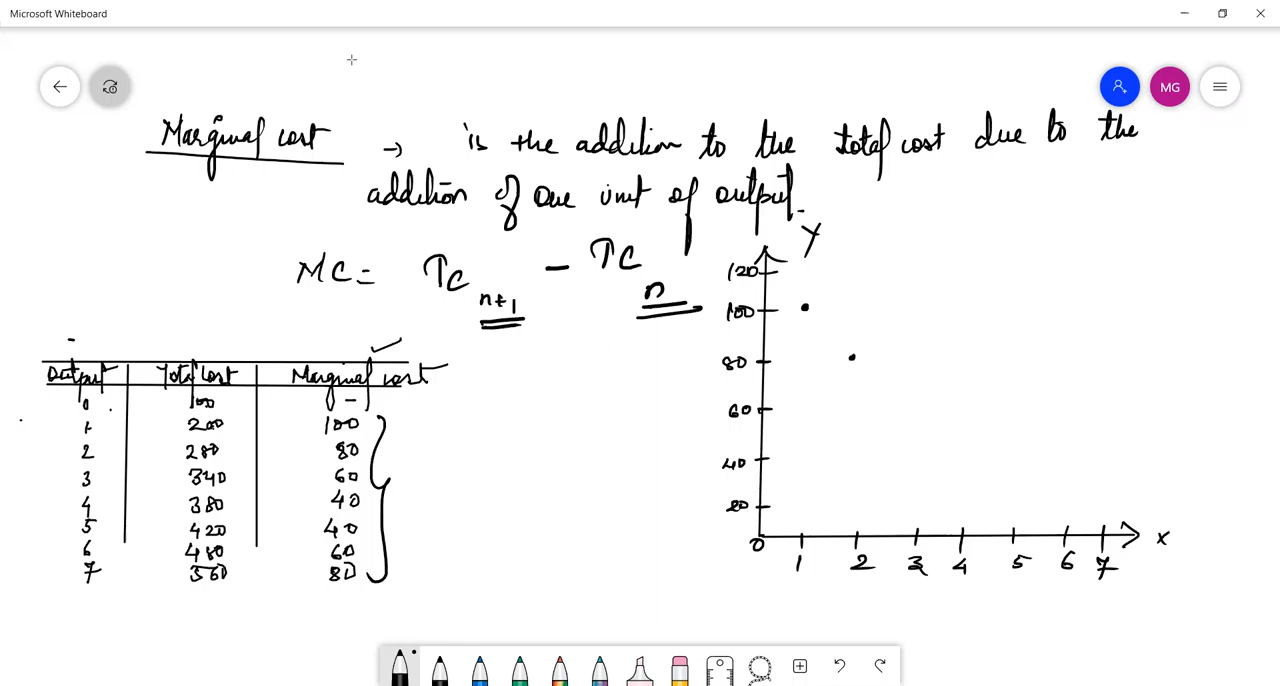 Microsoft Whiteboard
MG
Marginal cost → is the addition to the total cost due to the
addition of one unit of output.
MC = TC n+1 - TC n
Output Total cost Marginal cost
0 100 -
1 200 100
2 280 80
3 340 60
4 380 40
5 420 40
6 480 60
7 560 80
Y
120
100
80
60
40
20
0 1 2 3 4 5 6 7 X